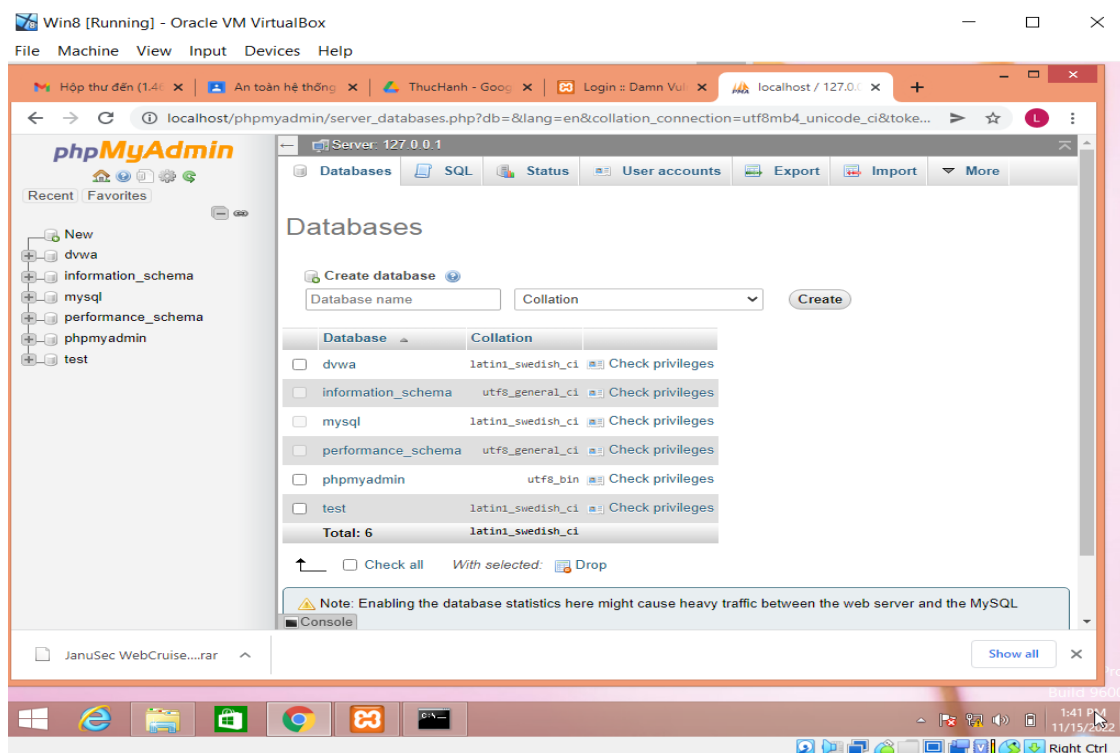 Win8 [Running] - Oracle VM VirtualBox
File Machine View Input Devices Help
Hộp thư đến (1.46 An toàn hệ thống ThucHanh - Goog Login :: Damn Vul localhost / 127.0.0
localhost/phpmyadmin/server_databases.php?db=&lang=en&collation_connection=utf8mb4_unicode_ci&toke... L
phpMyAdmin
Recent Favorites
New
dvwa
information_schema
mysql
performance_schema
phpmyadmin
test
Server: 127.0.0.1
Databases SQL Status User accounts Export Import More
Databases
Create database
Database name Collation Create
Database Collation
dvwa latin1_swedish_ci Check privileges
information_schema utf8_general_ci Check privileges
mysql latin1_swedish_ci Check privileges
performance_schema utf8_general_ci Check privileges
phpmyadmin utf8_bin Check privileges
test latin1_swedish_ci Check privileges
Total: 6 latin1_swedish_ci
Check all With selected: Drop
Note: Enabling the database statistics here might cause heavy traffic between the web server and the MySQL
Console
JanuSec WebCruise....rar Show all
Build 9600
1:41 PM
11/15/2022
Right Ctrl